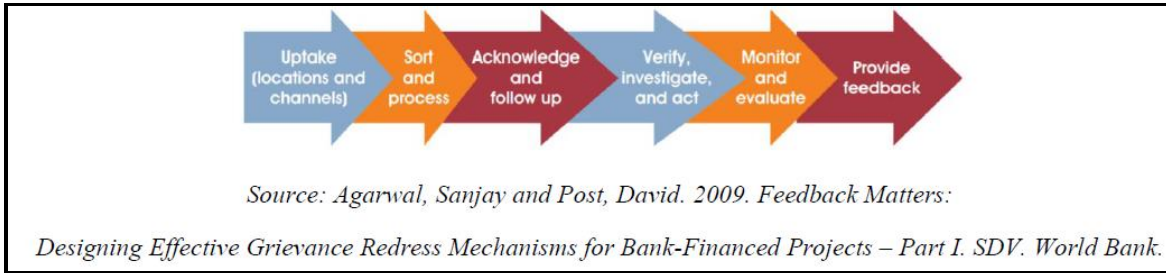 Uptake
(locations and
channels)
Sort
and
process
Acknowledge
and
follow up
Verify,
investigate,
and act
Monitor
and
evaluate
Provide
feedback
Source: Agarwal, Sanjay and Post, David. 2009. Feedback Matters:
Designing Effective Grievance Redress Mechanisms for Bank-Financed Projects – Part I. SDV. World Bank.